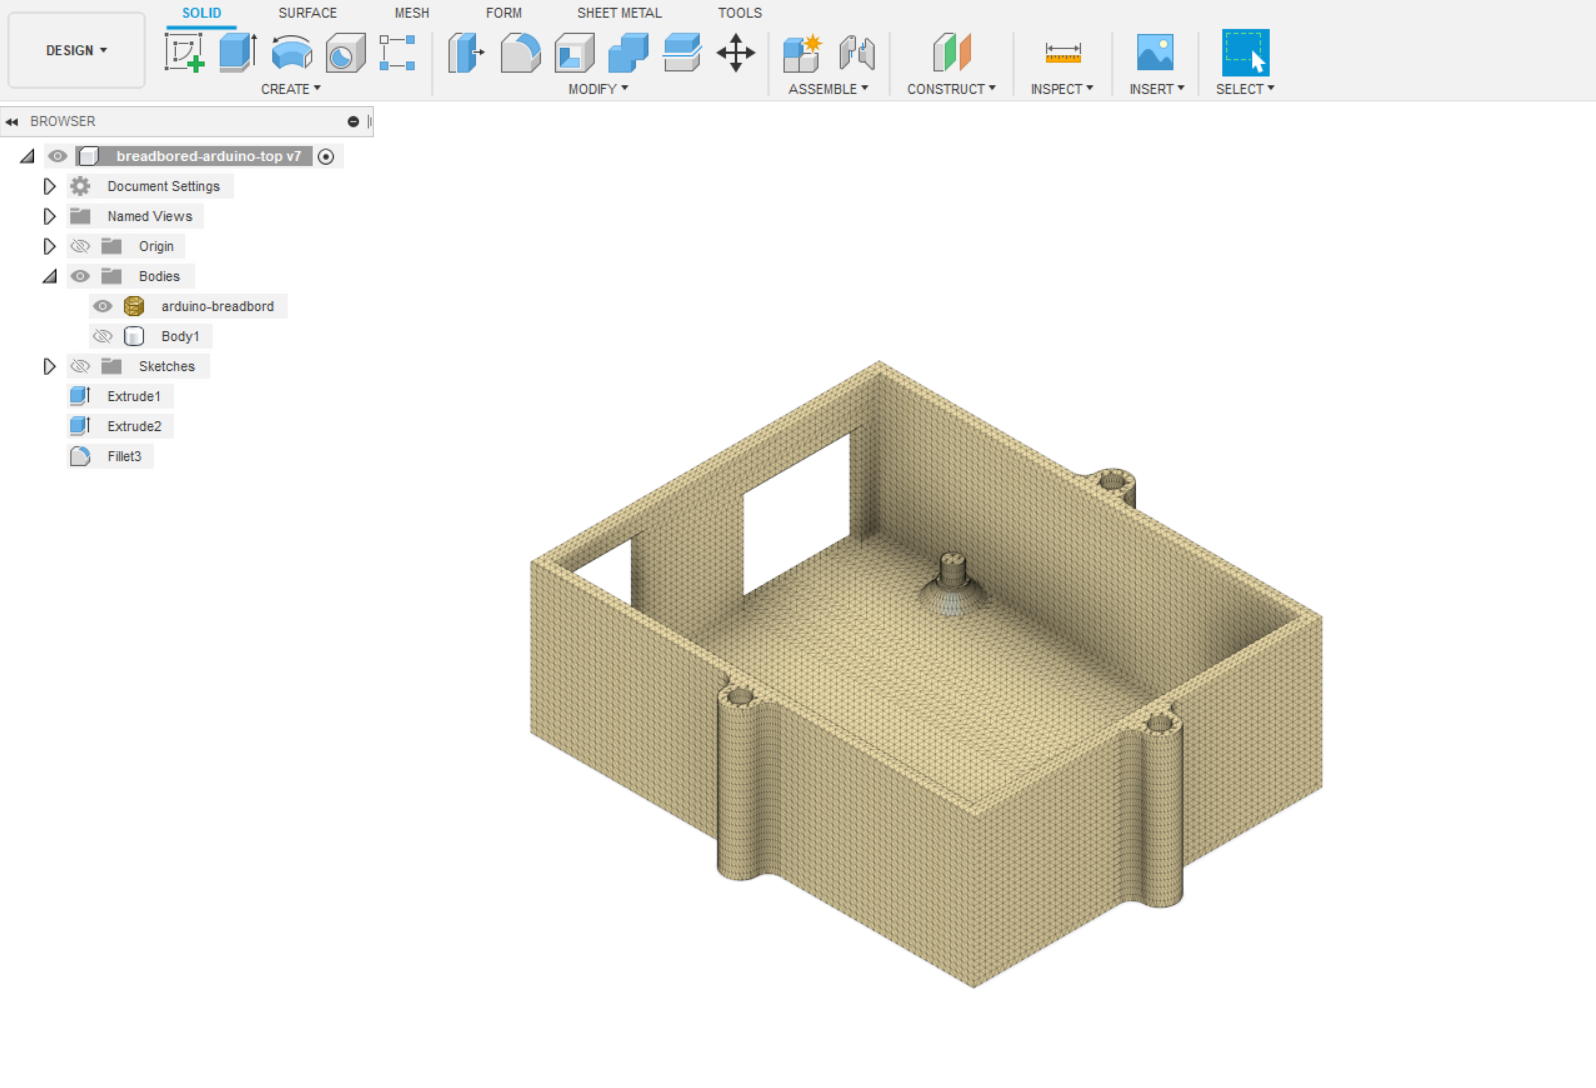 SOLID SURFACE MESH FORM SHEET METAL TOOLS
DESIGN
CREATE MODIFY ASSEMBLE CONSTRUCT INSPECT INSERT SELECT
BROWSER
breadbored-arduino-top v7
Document Settings
Named Views
Origin
Bodies
arduino-breadbord
Body1
Sketches
Extrude1
Extrude2
Fillet3